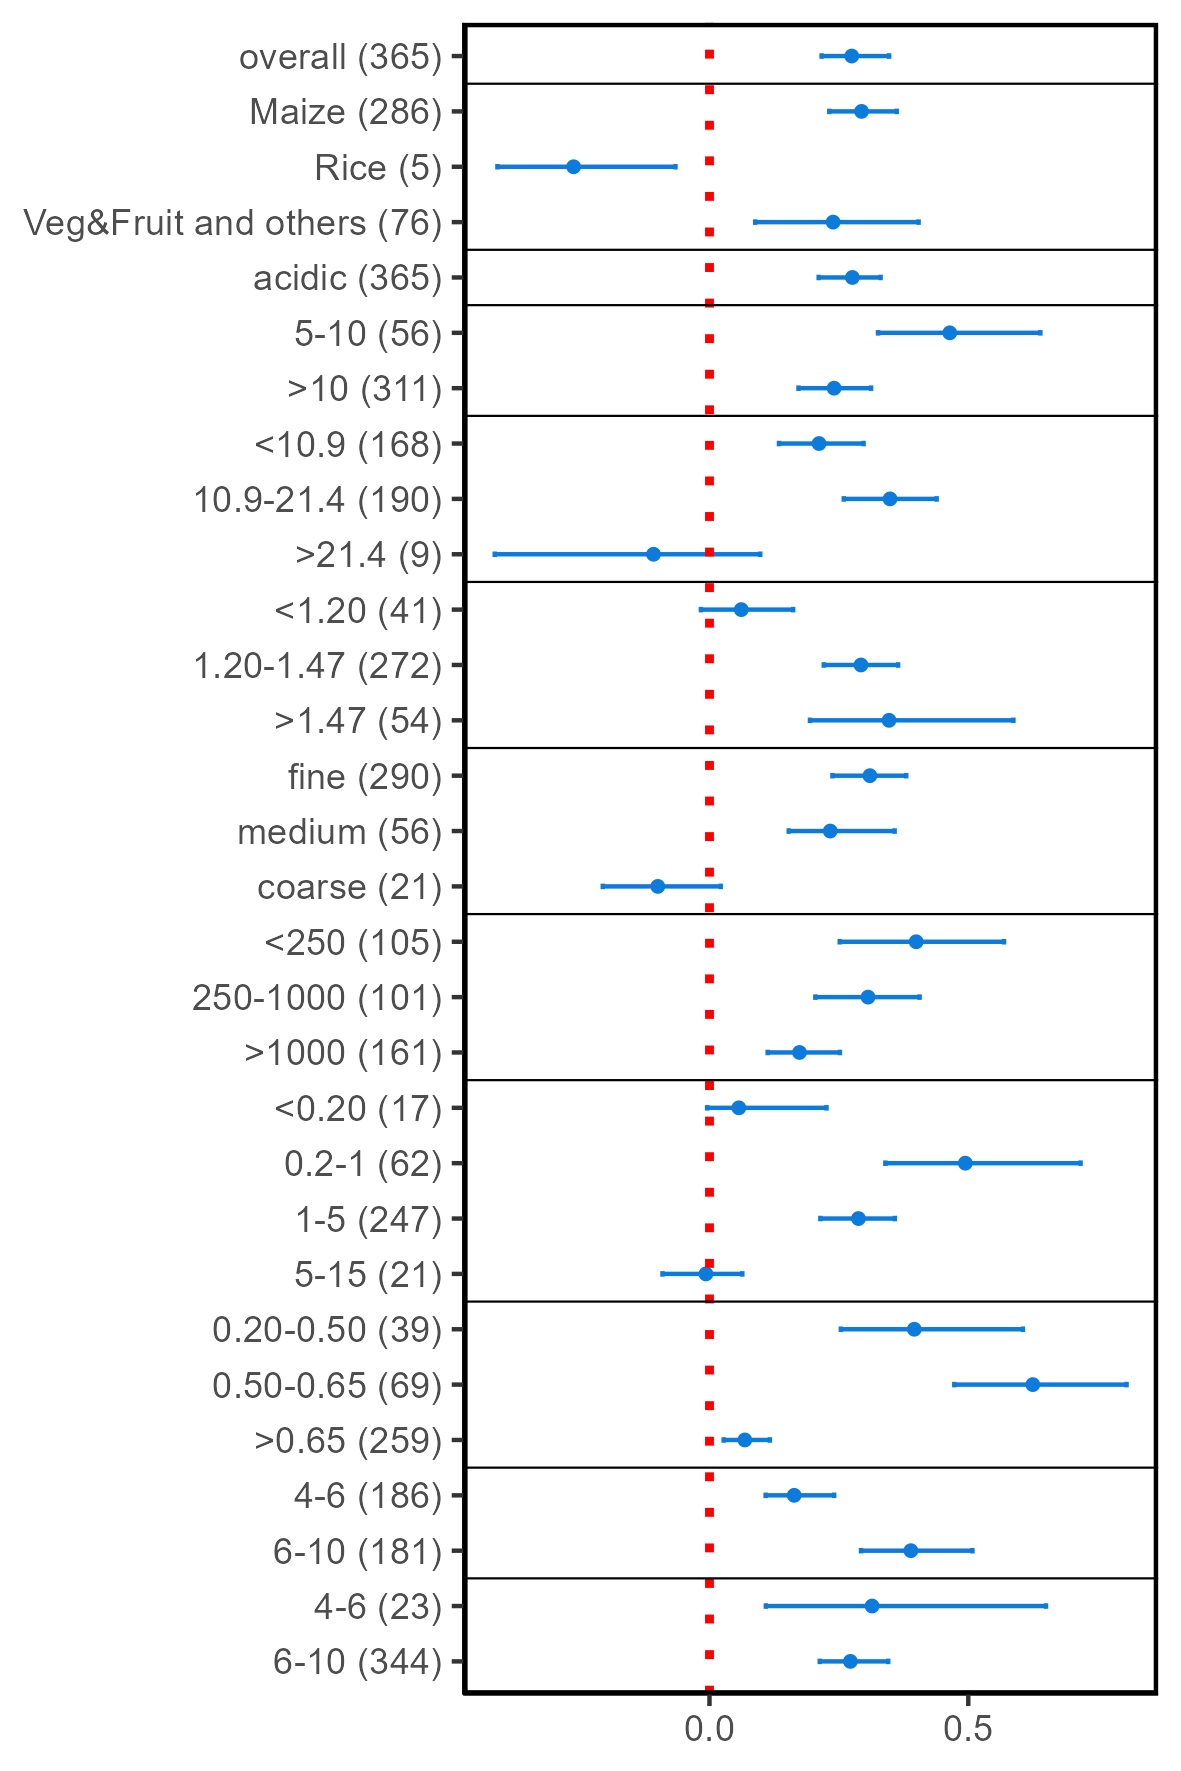 overall (365)
Maize (286)
Rice (5)
Veg&Fruit and others (76)
acidic (365)
5-10 (56)
>10 (311)
<10.9 (168)
10.9-21.4 (190)
>21.4 (9)
<1.20 (41)
1.20-1.47 (272)
>1.47 (54)
fine (290)
medium (56)
coarse (21)
<250 (105)
250-1000 (101)
>1000 (161)
<0.20 (17)
0.2-1 (62)
1-5 (247)
5-15 (21)
0.20-0.50 (39)
0.50-0.65 (69)
>0.65 (259)
4-6 (186)
6-10 (181)
4-6 (23)
6-10 (344)
0.0 0.5